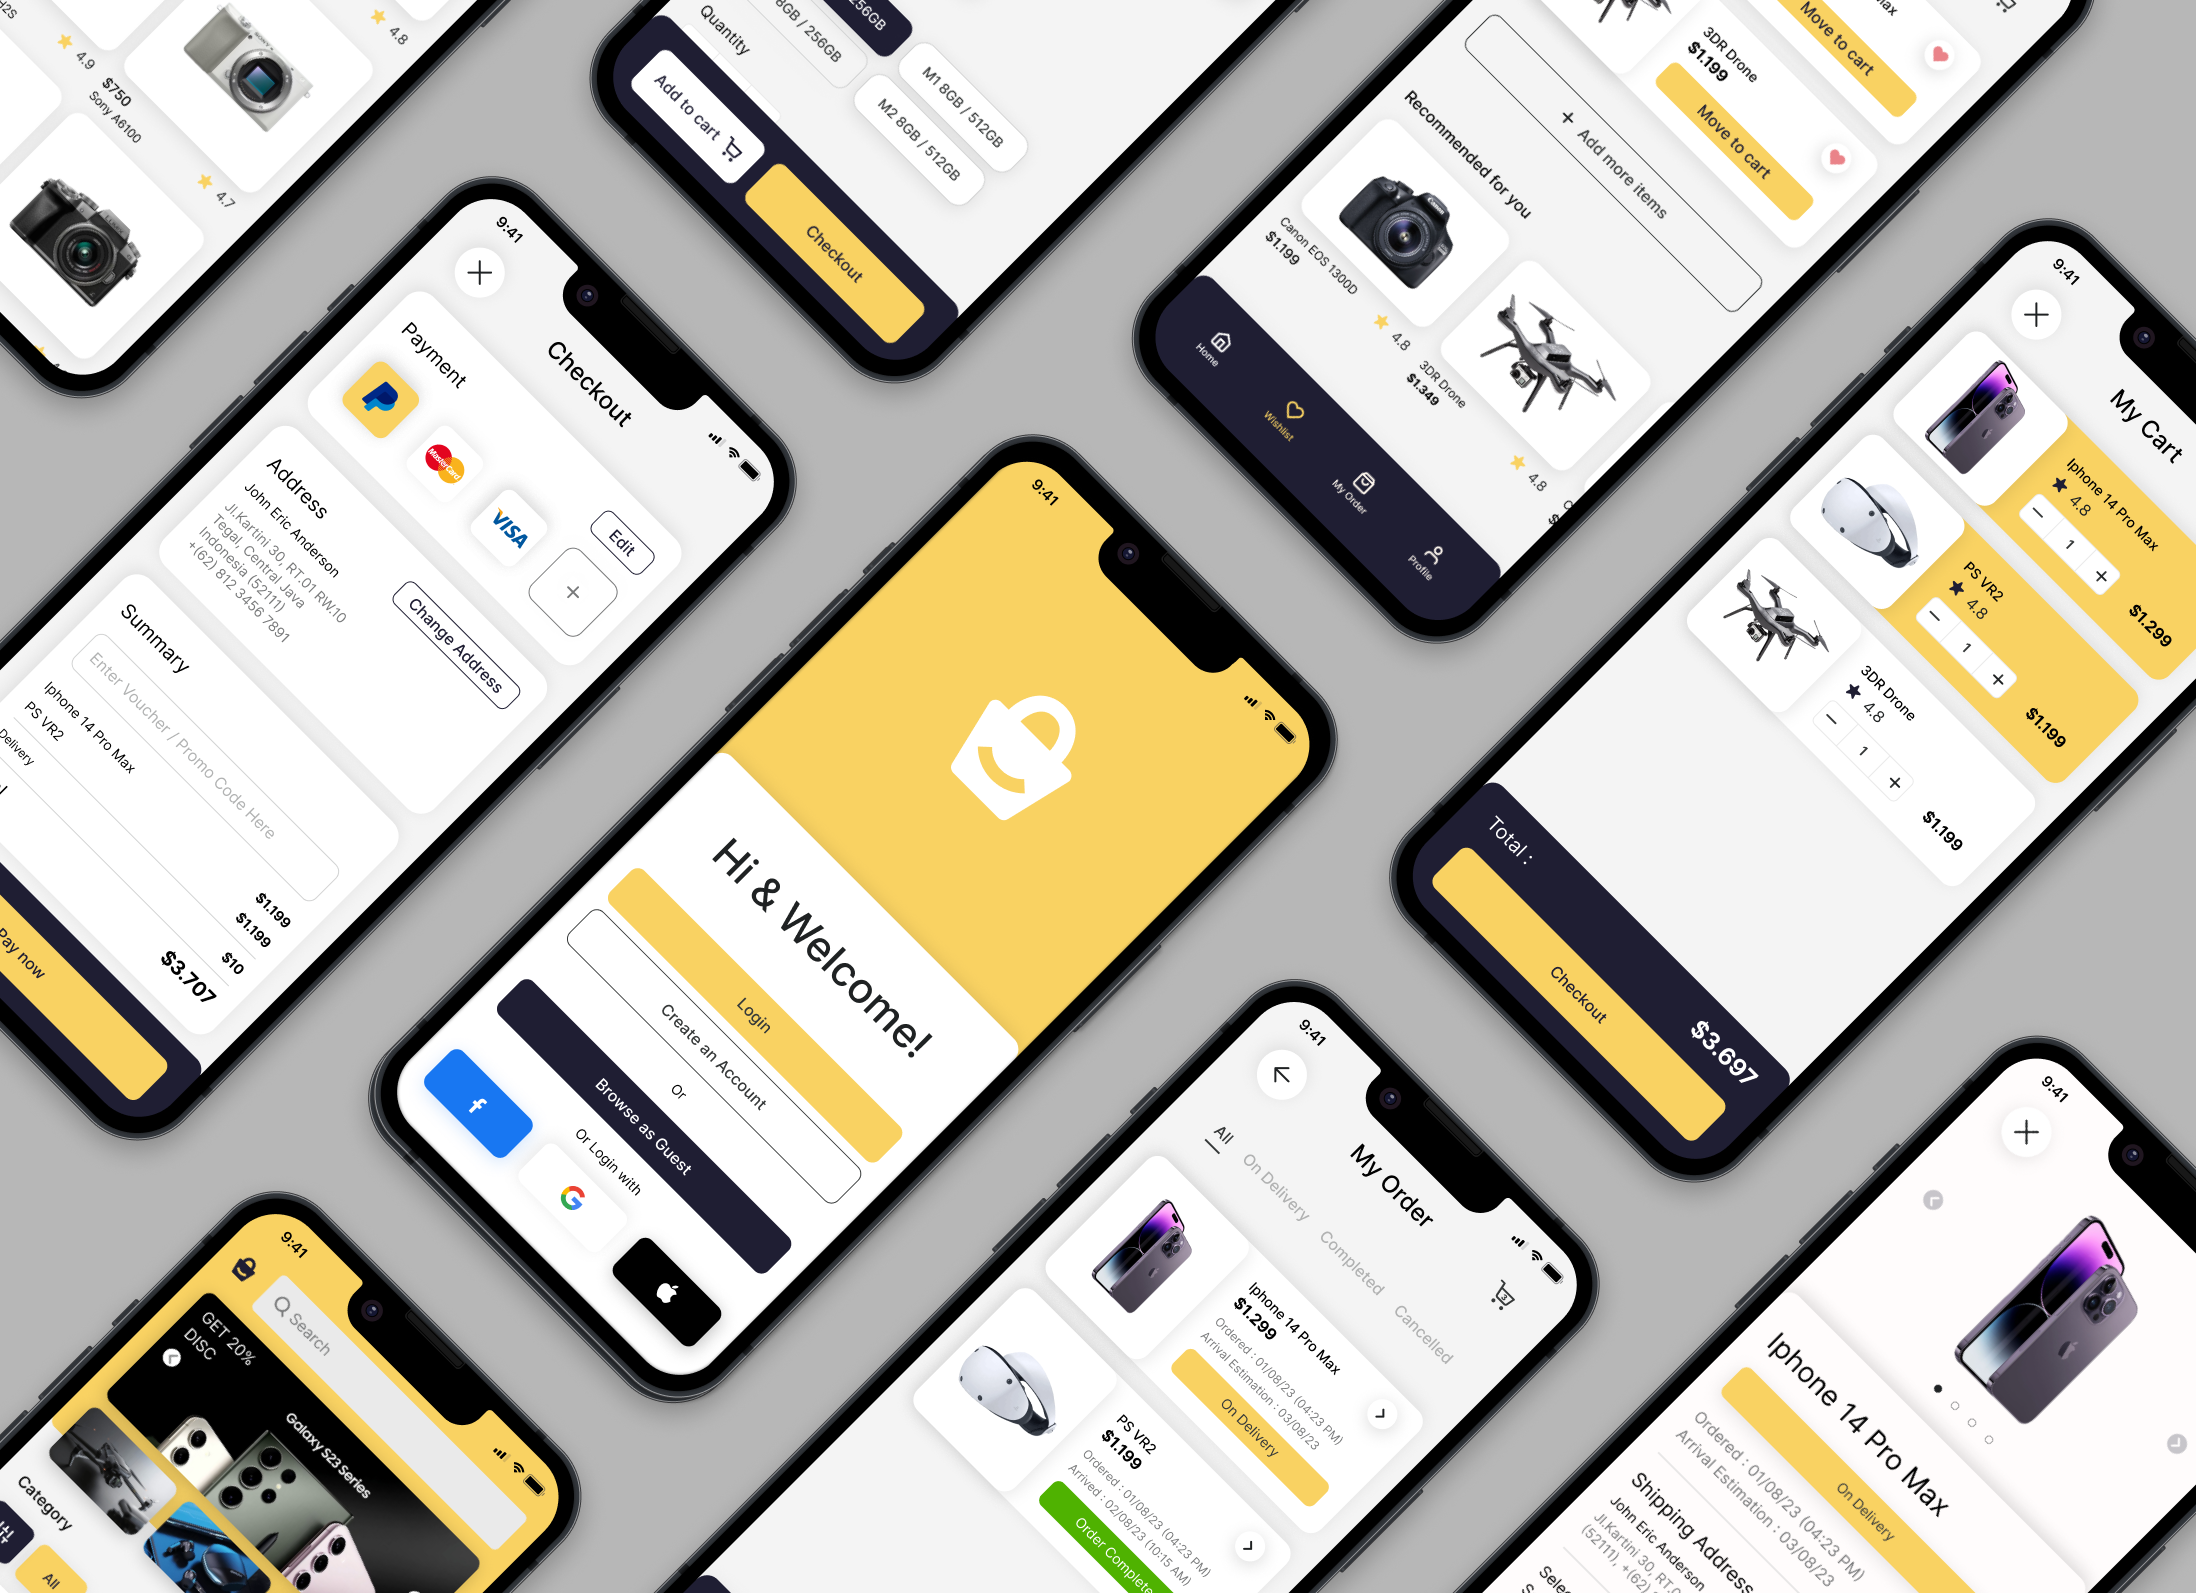 4.9
$750
Sony A6100
4.8
4.7
SONY
Quantity
8GB / 256GB
256GB
M1 8GB / 512GB
M2 8GB / 512GB
Add to cart
Checkout
3DR Drone
$1.199
Move to cart
Move to cart
+ Add more items
Recommended for you
Canon
Canon EOS 1300D
$1.199
4.8
3DR Drone
$1.349
4.8
Home
Wishlist
My Order
Profile
9:41
Checkout
Payment
MasterCard
VISA
Edit
Address
John Eric Anderson
Jl.Kartini 30, RT.01 RW.10
Tegal, Central Java
Indonesia (52111)
+(62) 812 3456 7891
Change Address
Summary
Enter Voucher / Promo Code Here
Iphone 14 Pro Max
$1.199
PS VR2
$1.199
Delivery
$10
$3.707
Pay now
9:41
Hi & Welcome!
Login
Create an Account
Or
Browse as Guest
Or Login with
f
G
9:41
My Cart
Iphone 14 Pro Max
4.8
1
$1.299
PS VR2
4.8
1
$1.199
3DR Drone
4.8
1
$1.199
Total :
$3.697
Checkout
9:41
My Order
3
All
On Delivery
Completed
Cancelled
Iphone 14 Pro Max
$1.299
Ordered : 01/08/23 (04:23 PM)
Arrival Estimation : 03/08/23
On Delivery
PS VR2
$1.199
Ordered : 01/08/23 (04:23 PM)
Arrived : 02/08/23 (10:15 AM)
Order Complete
9:41
Search
GET 20%
DISC
Galaxy S23 Series
Category
All
9:41
Iphone 14 Pro Max
On Delivery
Ordered : 01/08/23 (04:23 PM)
Arrival Estimation : 03/08/23
Shipping Address
John Eric Anderson
Jl.Kartini 30, RT.0
(52111), +(62)